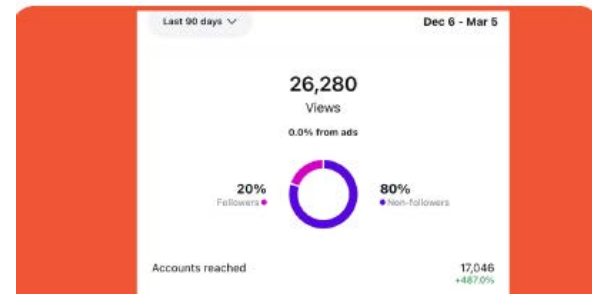 Last 90 days
Dec 6 - Mar 5
26,280
Views
0.0% from ads
20%
Followers
80%
Non-followers
Accounts reached
17,046
+487.0%